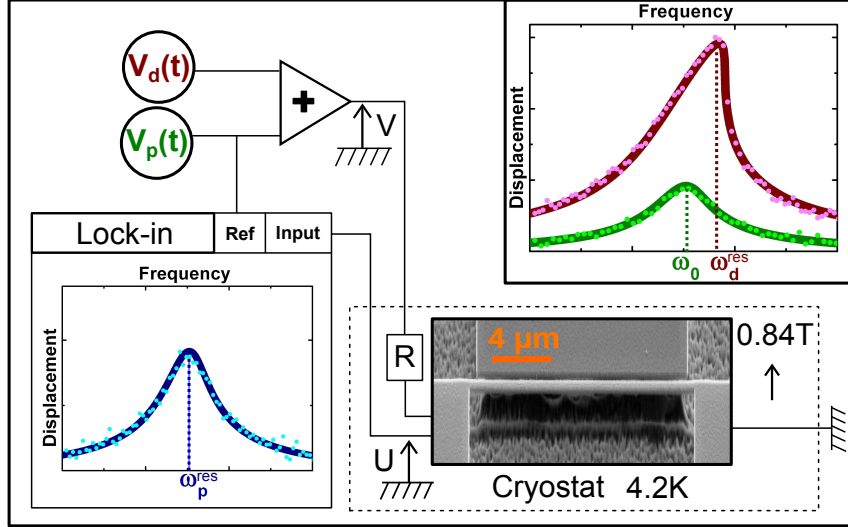 V_d(t)
V_p(t)
+
V
Lock-in
Ref
Input
Frequency
Displacement
ω_p^res
Frequency
Displacement
ω_0
ω_d^res
R
U
4 μm
0.84T
Cryostat 4.2K